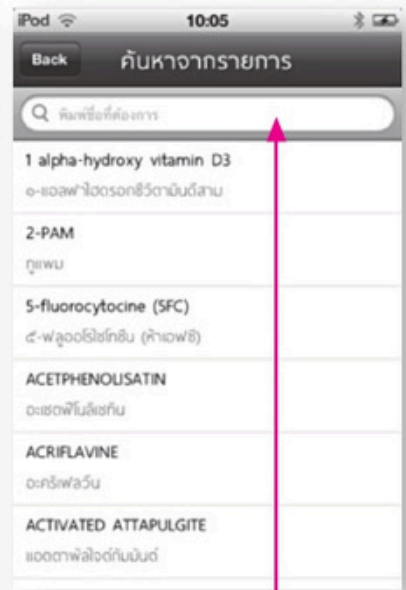 iPod 10:05
Back ค้นหาจากรายการ
พิมพ์ชื่อที่ต้องการ
1 alpha-hydroxy vitamin D3
๑-แอลฟาไฮดรอกซีวิตามินดีสาม
2-PAM
ทูแพม
5-fluorocytocine (5FC)
๕-ฟลูออโรไซโทซีน (ห้าเอฟซี)
ACETPHENOLISATIN
อะเซตฟีโนลิเซทิน
ACRIFLAVINE
อะคริเฟลวีน
ACTIVATED ATTAPULGITE
แอตตาพัลไจต์กัมมันต์